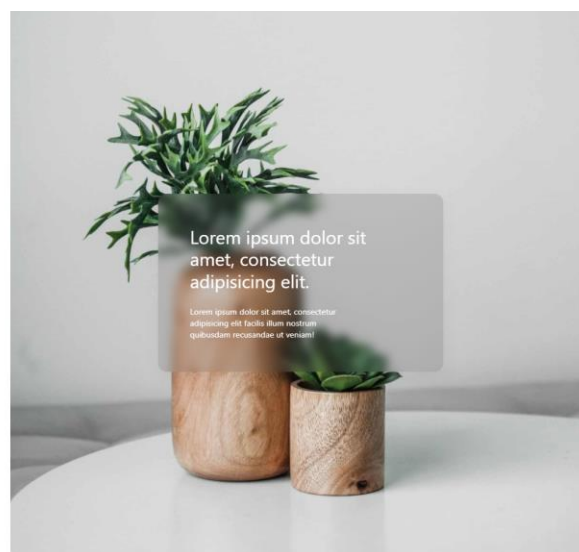 Lorem ipsum dolor sit
amet, consectetur
adipisicing elit.
Lorem ipsum dolor sit amet, consectetur
adipisicing elit facilis illum nostrum
quibusdam recusandae ut veniam!